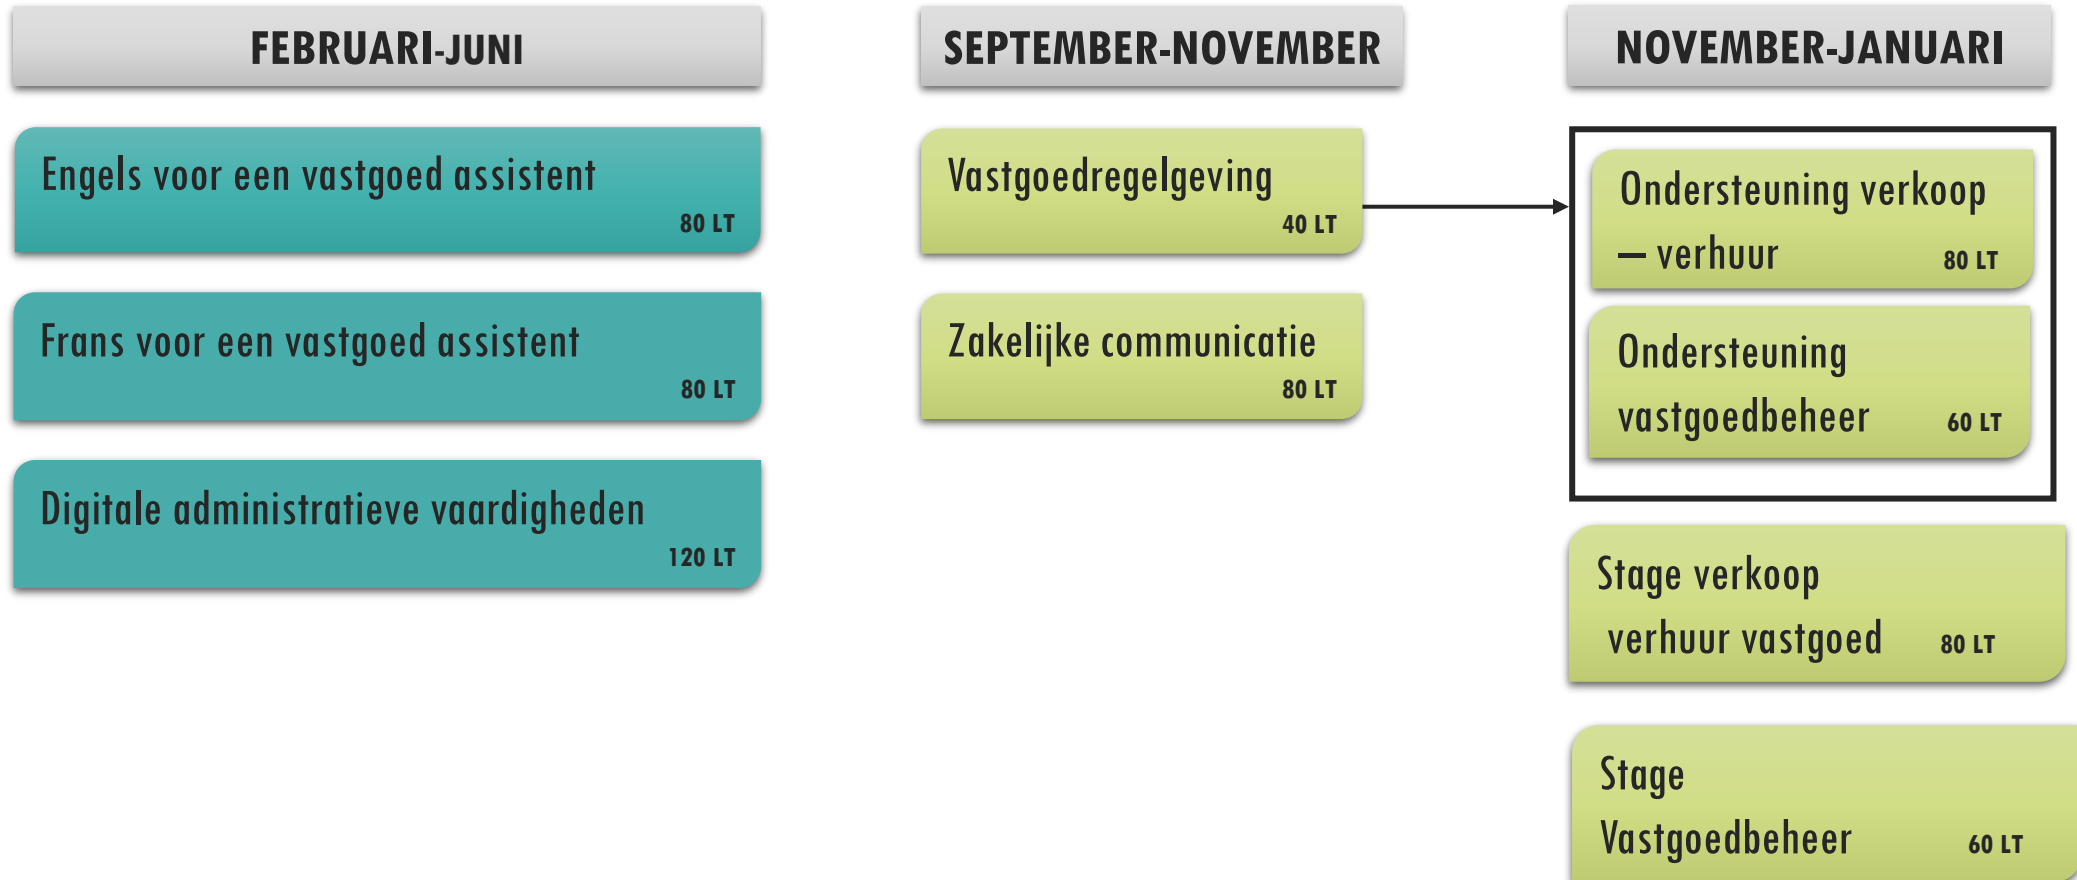 FEBRUARI-JUNI
Engels voor een vastgoed assistent
80 LT
Frans voor een vastgoed assistent
80 LT
Digitale administratieve vaardigheden
120 LT
SEPTEMBER-NOVEMBER
Vastgoedregelgeving
40 LT
Zakelijke communicatie
80 LT
NOVEMBER-JANUARI
Ondersteuning verkoop
– verhuur 80 LT
Ondersteuning
vastgoedbeheer 60 LT
Stage verkoop
verhuur vastgoed 80 LT
Stage
Vastgoedbeheer 60 LT